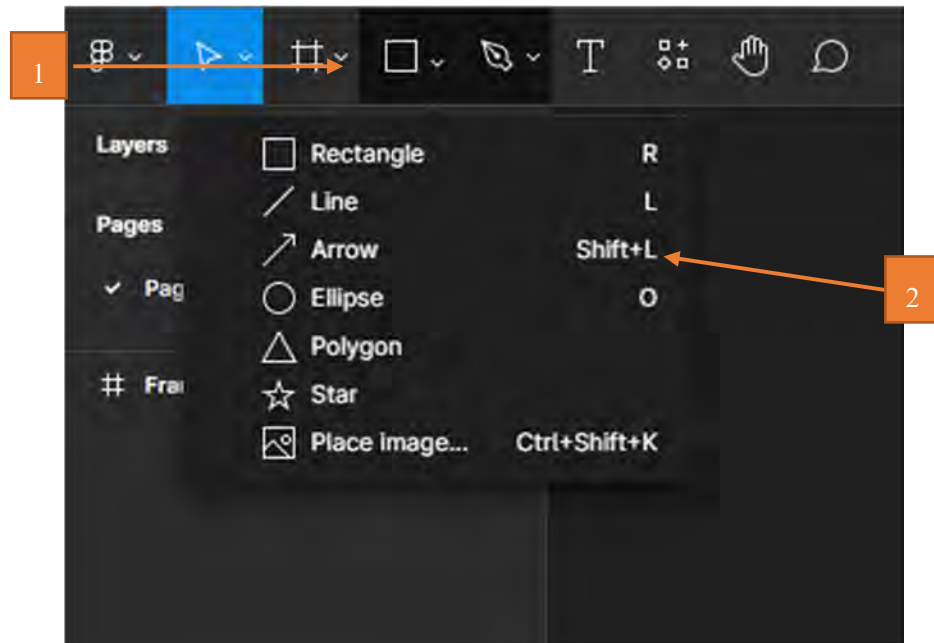 1
T
Layers
Rectangle R
Line L
Pages
Arrow Shift+L
Pag
Ellipse O
2
Polygon
Fra
Star
Place image... Ctrl+Shift+K